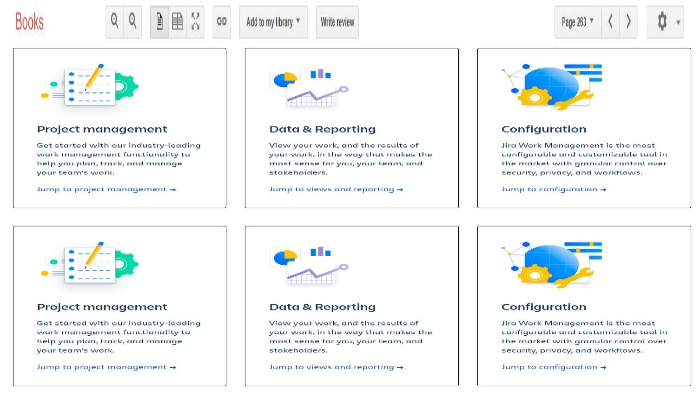 Books
Add to my library
Write review
Page 263
Project management
Get started with our industry-leading
work management functionality to
help you plan, track, and manage
your team's work.
Jump to project management →
Data & Reporting
View your work, and the results of
your work, in the way that makes the
most sense for you, your team, and
stakeholders.
Jump to views and reporting →
Configuration
Jira Work Management is the most
configurable and customizable tool in
the market with granular control over
security, privacy, and workflows.
Jump to configuration →
Project management
Get started with our industry-leading
work management functionality to
help you plan, track, and manage
your team's work.
Jump to project management →
Data & Reporting
View your work, and the results of
your work, in the way that makes the
most sense for you, your team, and
stakeholders.
Jump to views and reporting →
Configuration
Jira Work Management is the most
configurable and customizable tool in
the market with granular control over
security, privacy, and workflows.
Jump to configuration →